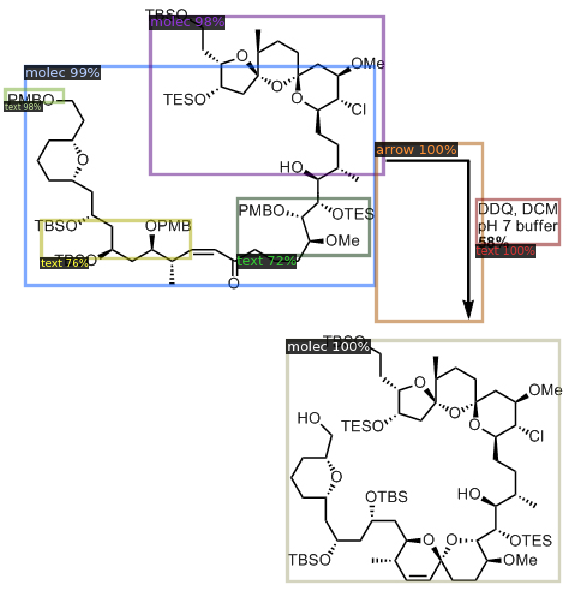 TBSO
molec 98%
OMe
molec 99%
O
PMBO
text 98%
TESO
O
O
Cl
arrow 100%
O
HO
PMBO
OTES
DDQ, DCM
TBSO
OPMB
pH 7 buffer
OMe
58%
text 100%
TBSO
text 76%
text 72%
O
TBSO
molec 100%
O
OMe
HO
TESO
O
O
Cl
O
OTBS
HO
O
O
OTES
TBSO
OMe